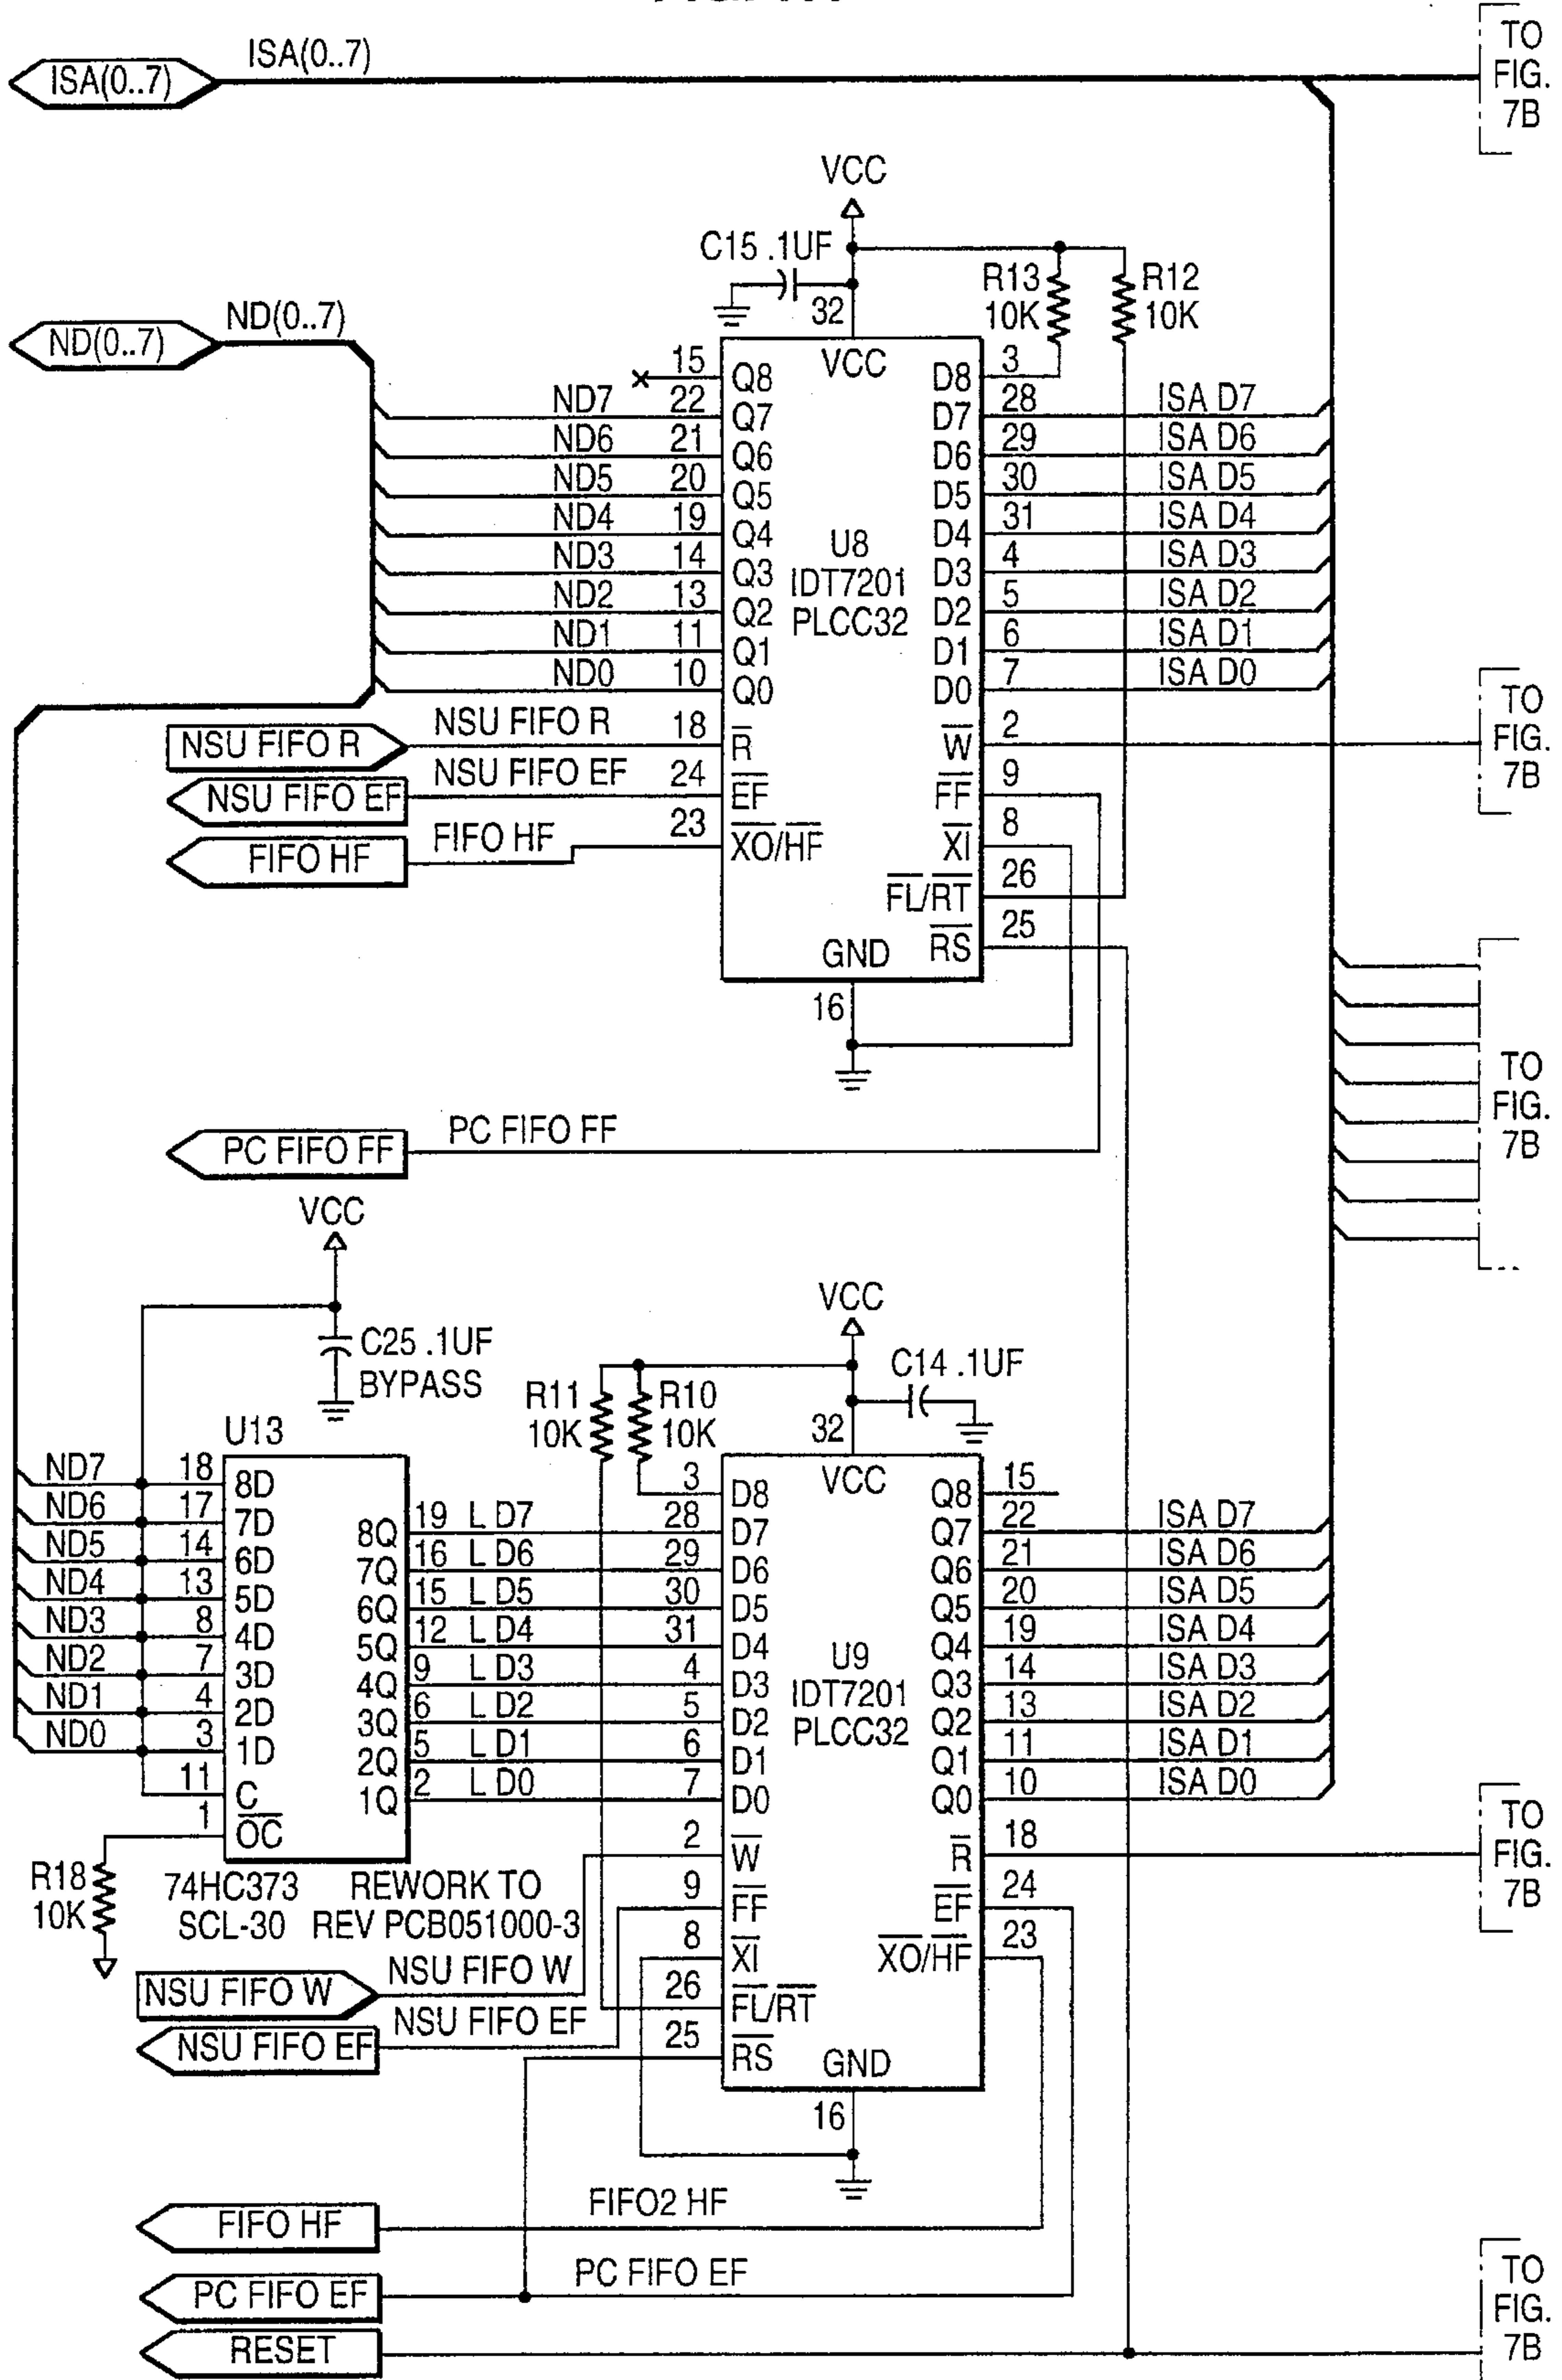 ISA(0..7) ISA(0..7) TO
FIG.
7B
VCC
C15 .1UF
32
R13
10K
R12
10K
ND(0..7) ND(0..7)
VCC
15 Q8 D8 3
ND7 22 Q7 D7 28 ISA D7
ND6 21 Q6 D6 29 ISA D6
ND5 20 Q5 D5 30 ISA D5
ND4 19 Q4 D4 31 ISA D4
ND3 14 Q3 D3 4 ISA D3
ND2 13 Q2 D2 5 ISA D2
ND1 11 Q1 D1 6 ISA D1
ND0 10 Q0 D0 7 ISA D0
U8
IDT7201
PLCC32
NSU FIFO R NSU FIFO R 18 R W 2
NSU FIFO EF NSU FIFO EF 24 EF FF 9
FIFO HF FIFO HF 23 XO/HF XI 8
FL/RT 26
RS 25
GND
16
TO
FIG.
7B
TO
FIG.
7B
PC FIFO FF PC FIFO FF
VCC
C25 .1UF
BYPASS
VCC
C14 .1UF
R11
10K
R10
10K
32
U13
ND7 18 8D
ND6 17 7D
ND5 14 6D
ND4 13 5D
ND3 8 4D
ND2 7 3D
ND1 4 2D
ND0 3 1D
11 C
1 OC
8Q 19 L D7
7Q 16 L D6
6Q 15 L D5
5Q 12 L D4
4Q 9 L D3
3Q 6 L D2
2Q 5 L D1
1Q 2 L D0
R18
10K
74HC373
SCL-30
REWORK TO
REV PCB051000-3
VCC
3 D8 Q8 15
28 D7 Q7 22 ISA D7
29 D6 Q6 21 ISA D6
30 D5 Q5 20 ISA D5
31 D4 Q4 19 ISA D4
4 D3 Q3 14 ISA D3
5 D2 Q2 13 ISA D2
6 D1 Q1 11 ISA D1
7 D0 Q0 10 ISA D0
U9
IDT7201
PLCC32
2 W R 18
9 FF EF 24
8 XI XO/HF 23
26 FL/RT
25 RS
GND
16
TO
FIG.
7B
NSU FIFO W NSU FIFO W
NSU FIFO EF NSU FIFO EF
FIFO HF FIFO2 HF
PC FIFO EF PC FIFO EF
RESET
TO
FIG.
7B